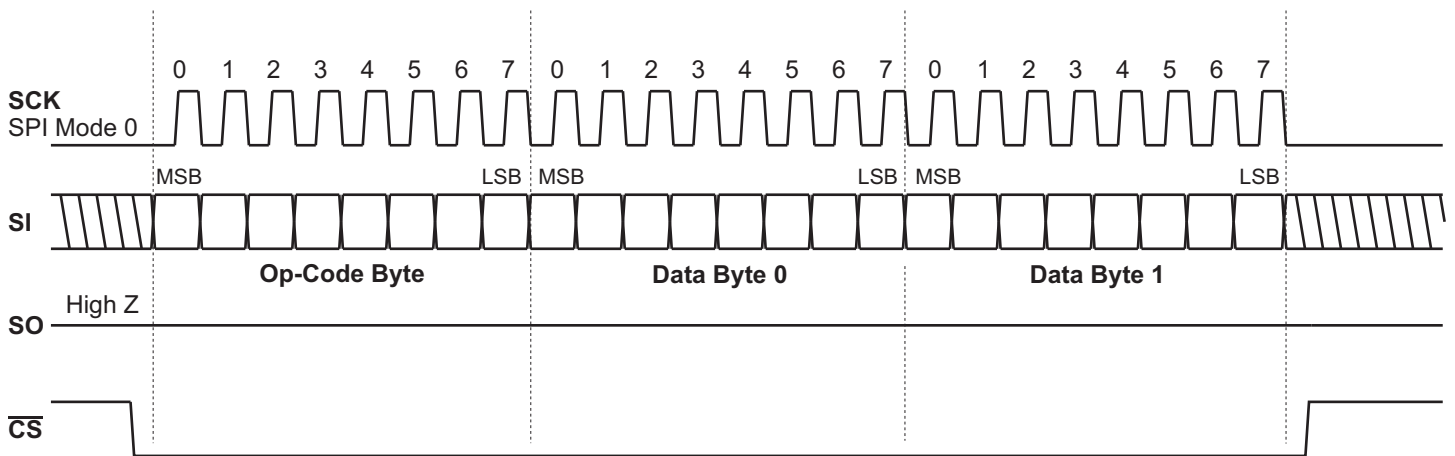 0 1 2 3 4 5 6 7 0 1 2 3 4 5 6 7 0 1 2 3 4 5 6 7
SCK
SPI Mode 0
MSB LSB MSB LSB MSB LSB
SI
Op-Code Byte Data Byte 0 Data Byte 1
High Z
SO
C̅S̅